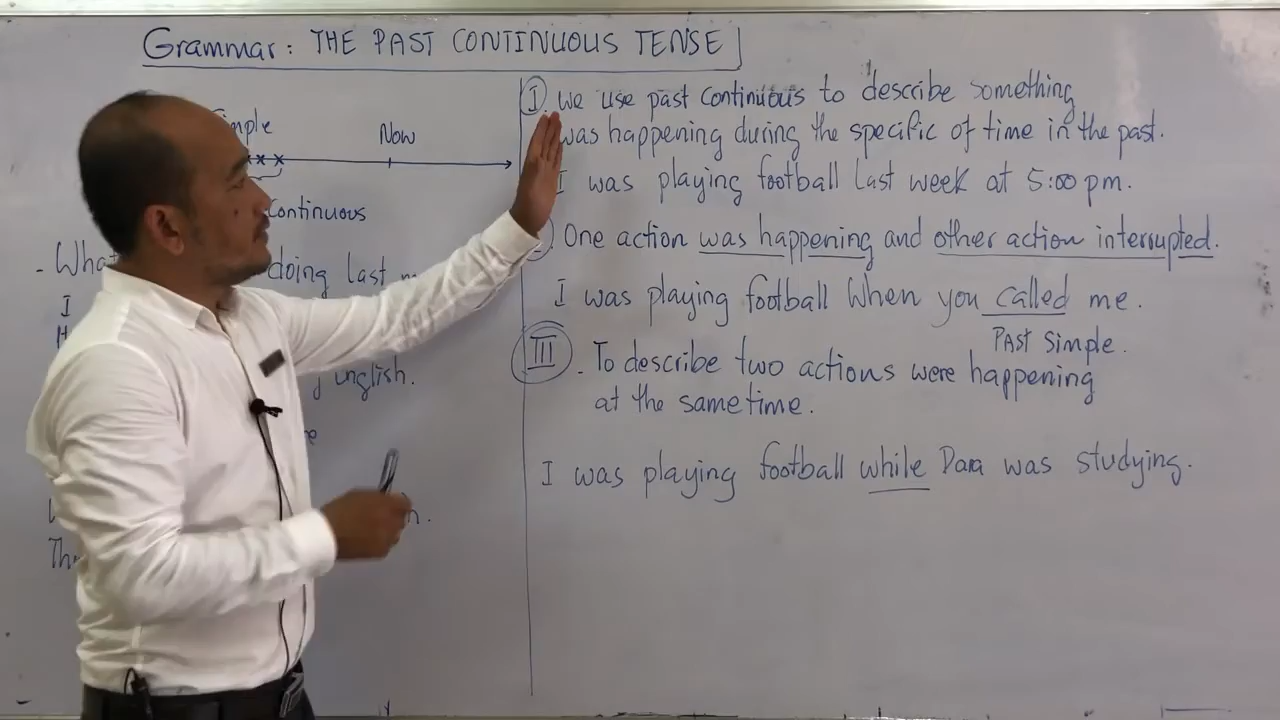 Grammar: THE PAST CONTINUOUS TENSE
Now
Continuous
- What doing last
I
english.
I. We use past continuous to describe something
was happening during the specific of time in the past.
I was playing football last week at 5:00 pm.
One action was happening and other action interrupted.
I was playing football When you called me.
Past simple.
III. To describe two actions were happening
at the same time.
I was playing football while Dara was studying.